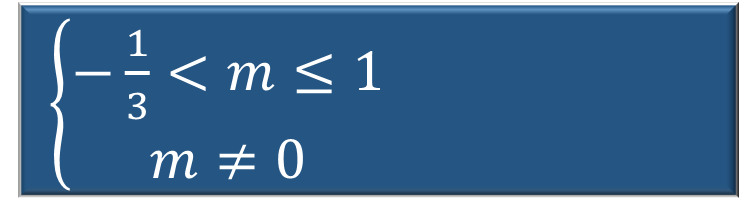 { −1/3 < m ≤ 1
m ≠ 0